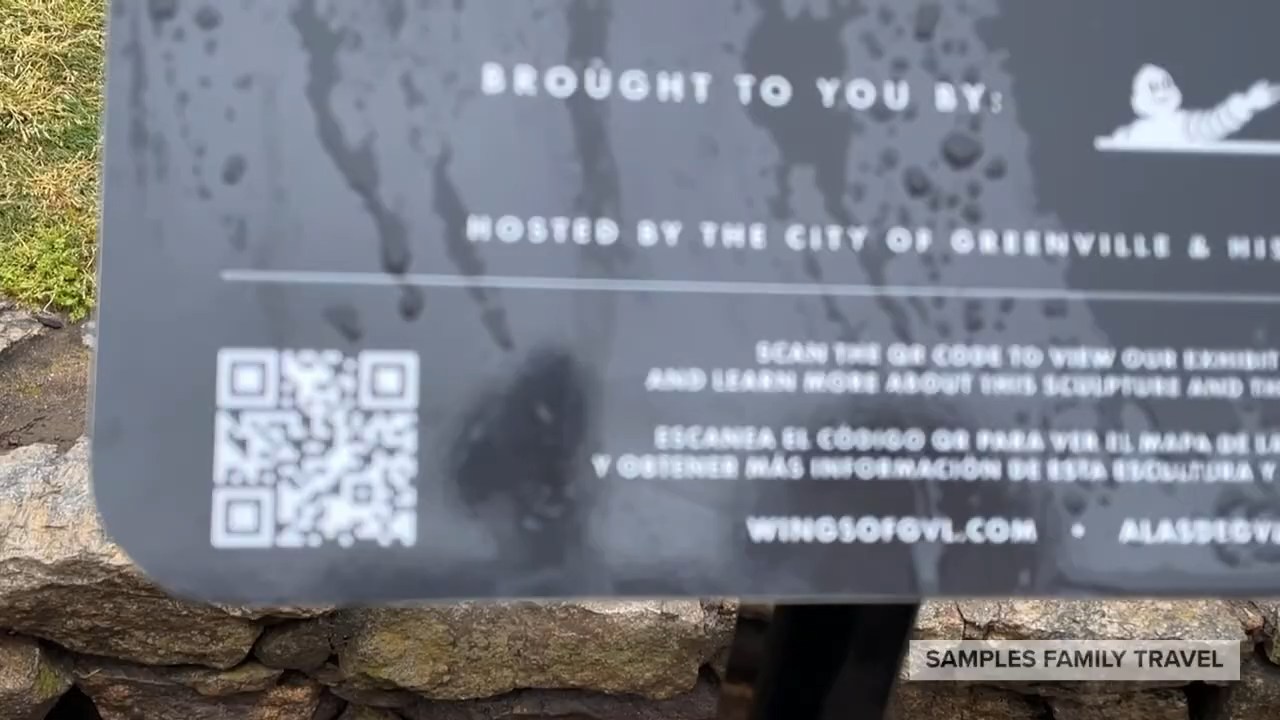 BROUGHT TO YOU BY:
HOSTED BY THE CITY OF GREENVILLE & HIS
SCAN THE QR CODE TO VIEW OUR EXHIBIT
AND LEARN MORE ABOUT THIS SCULPTURE AND TH
ESCANEA EL CÓDIGO QR PARA VER EL MAPA DE LA
Y OBTENER MÁS INFORMACIÓN DE ESTA ESCULTURA Y
WINGSOFGVL.COM • ALASDEGV
SAMPLES FAMILY TRAVEL